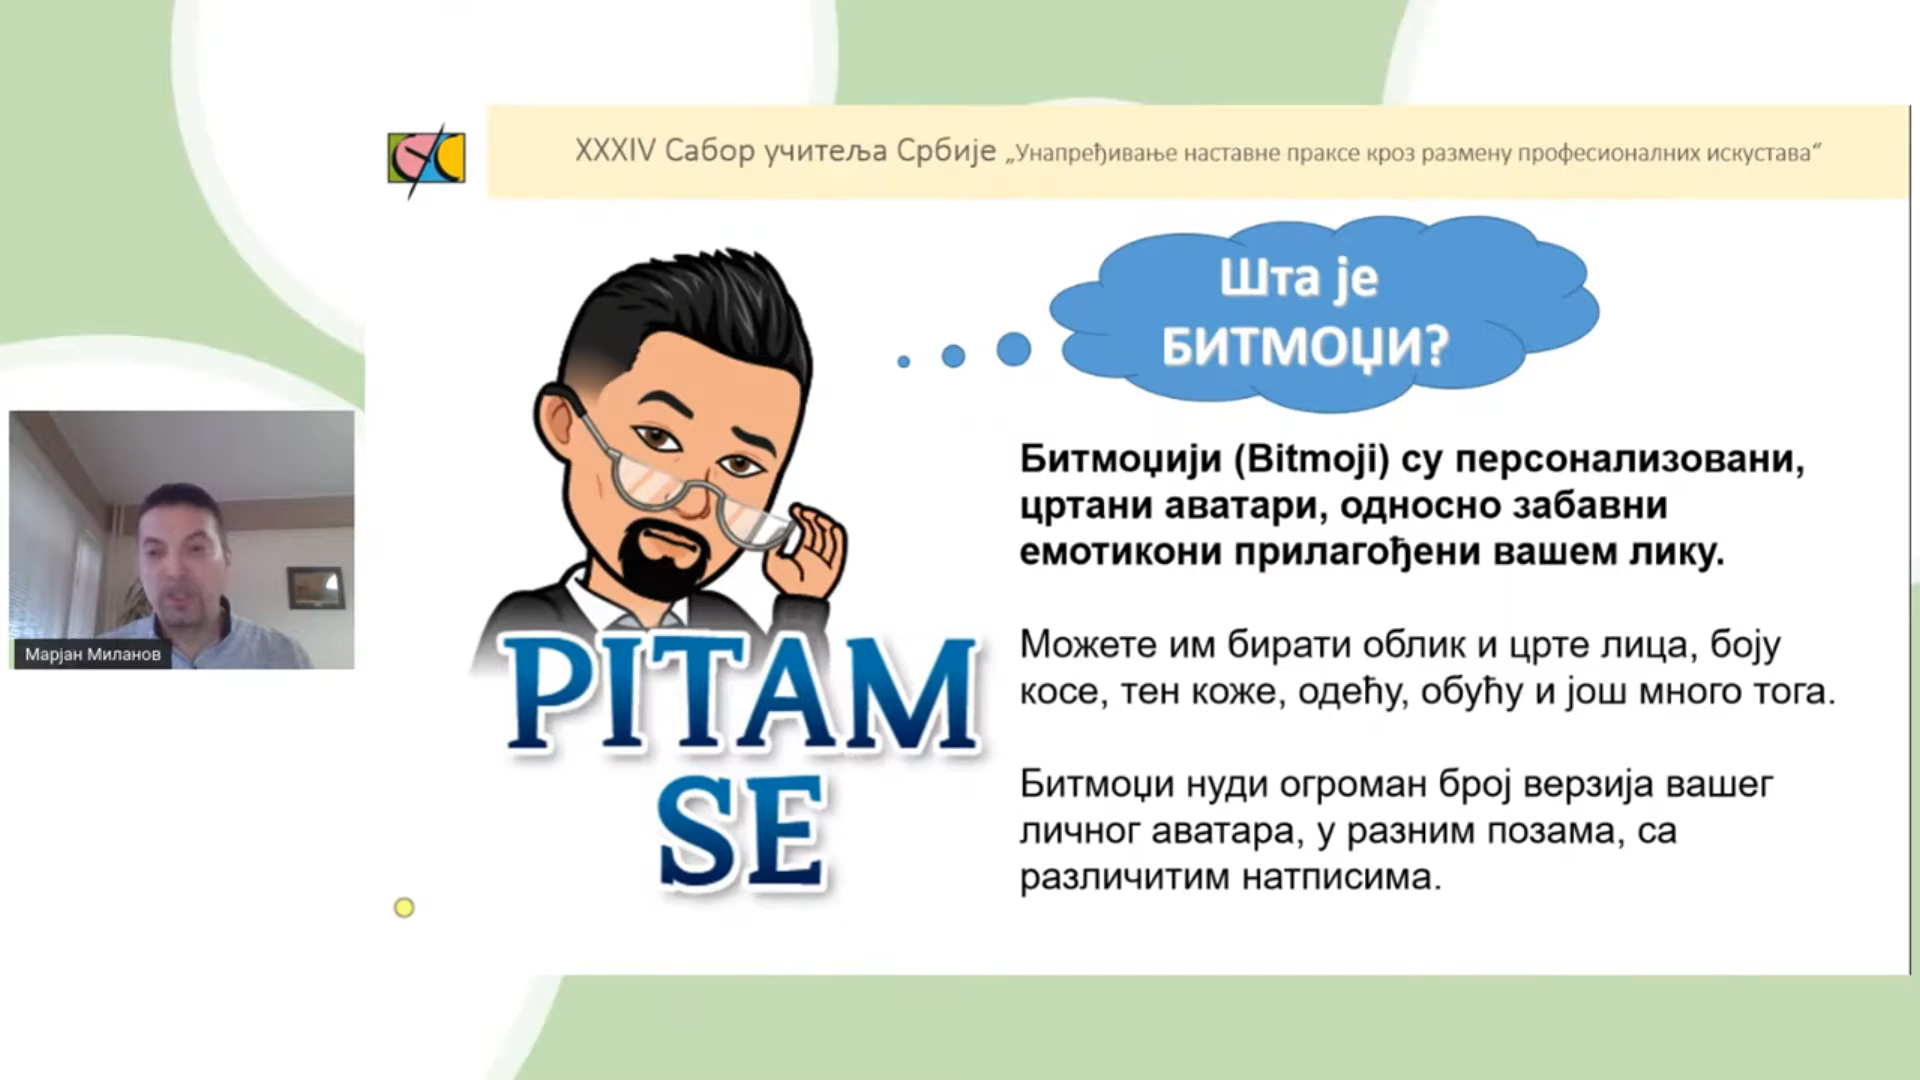 XXXIV Сабор учитеља Србије „Унапређивање наставне праксе кроз размену професионалних искустава“
Шта је
БИТМОЏИ?
Битмоџији (Bitmoji) су персонализовани,
цртани аватари, односно забавни
емотикони прилагођени вашем лику.
Можете им бирати облик и црте лица, боју
косе, тен коже, одећу, обућу и још много тога.
Битмоџи нуди огроман број верзија вашег
личног аватара, у разним позама, са
различитим натписима.
PITAM
SE
Марјан Миланов